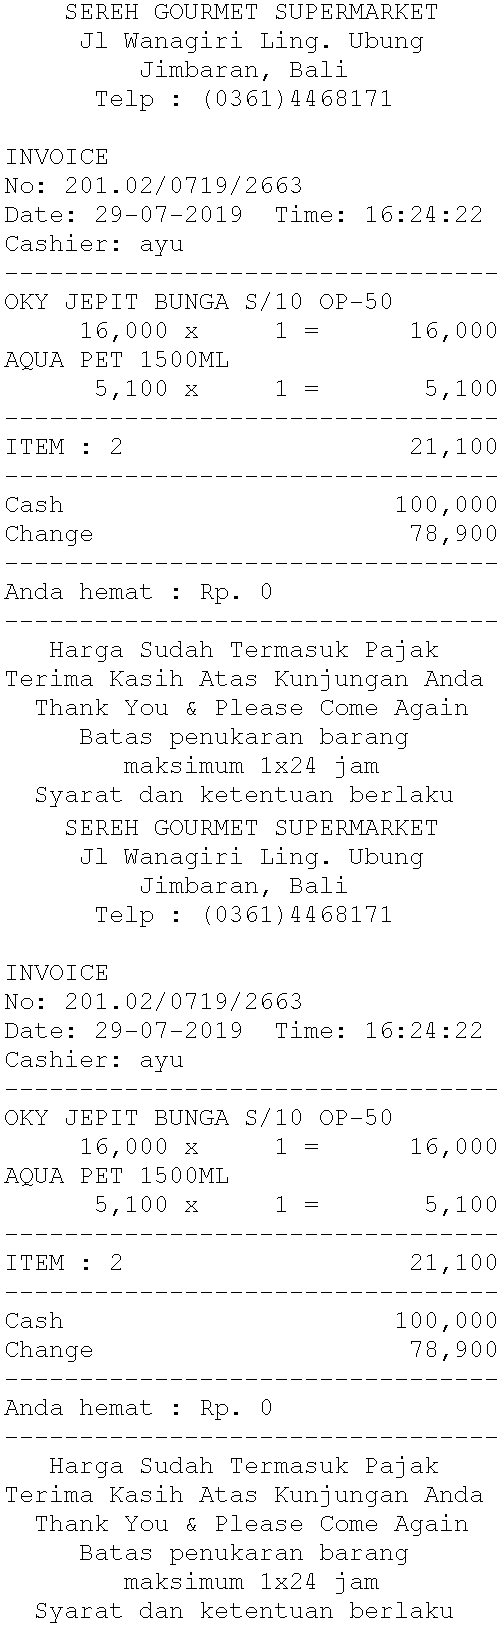 SEREH GOURMET SUPERMARKET
Jl Wanagiri Ling. Ubung
Jimbaran, Bali
Telp : (0361)4468171
INVOICE
No: 201.02/0719/2663
Date: 29-07-2019 Time: 16:24:22
Cashier: ayu
---------------------------------
OKY JEPIT BUNGA S/10 OP-50
16,000 x 1 = 16,000
AQUA PET 1500ML
5,100 x 1 = 5,100
---------------------------------
ITEM : 2 21,100
---------------------------------
Cash 100,000
Change 78,900
---------------------------------
Anda hemat : Rp. 0
---------------------------------
Harga Sudah Termasuk Pajak
Terima Kasih Atas Kunjungan Anda
Thank You & Please Come Again
Batas penukaran barang
maksimum 1x24 jam
Syarat dan ketentuan berlaku
SEREH GOURMET SUPERMARKET
Jl Wanagiri Ling. Ubung
Jimbaran, Bali
Telp : (0361)4468171
INVOICE
No: 201.02/0719/2663
Date: 29-07-2019 Time: 16:24:22
Cashier: ayu
---------------------------------
OKY JEPIT BUNGA S/10 OP-50
16,000 x 1 = 16,000
AQUA PET 1500ML
5,100 x 1 = 5,100
---------------------------------
ITEM : 2 21,100
---------------------------------
Cash 100,000
Change 78,900
---------------------------------
Anda hemat : Rp. 0
---------------------------------
Harga Sudah Termasuk Pajak
Terima Kasih Atas Kunjungan Anda
Thank You & Please Come Again
Batas penukaran barang
maksimum 1x24 jam
Syarat dan ketentuan berlaku